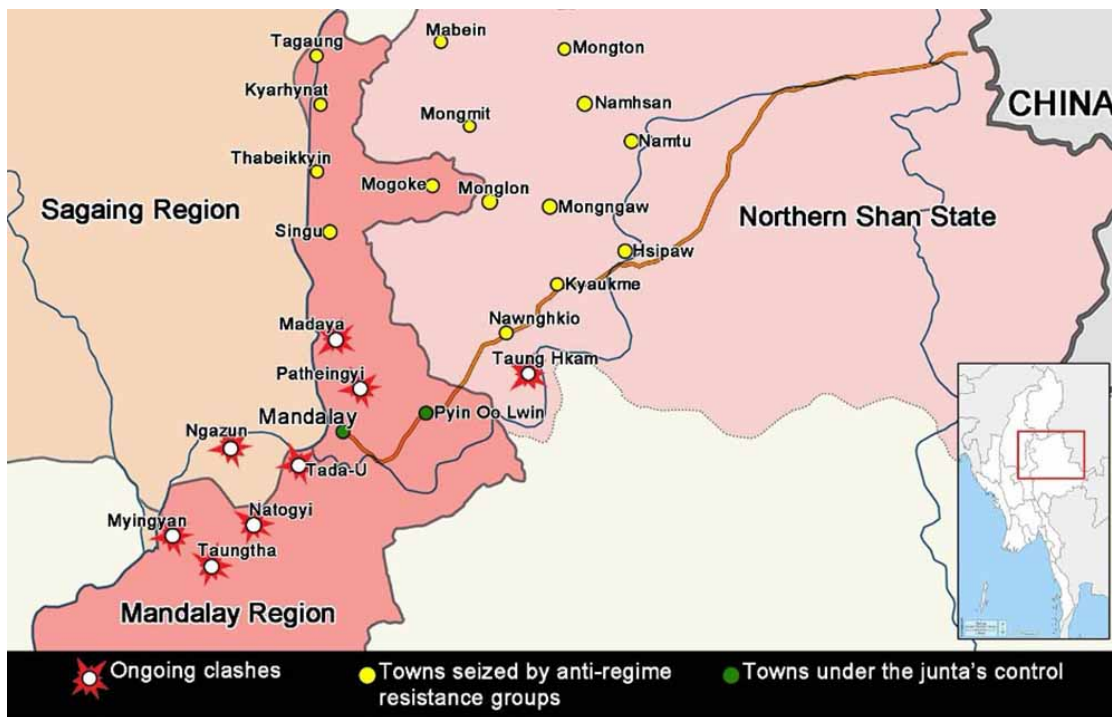 Tagaung
Mabein
Mongton
Kyarhynat
Namhsan
CHINA
Mongmit
Namtu
Thabeikkyin
Mogoke
Monglon
Sagaing Region
Mongngaw
Northern Shan State
Singu
Hsipaw
Kyaukme
Madaya
Nawnghkio
Taung Hkam
Patheingyi
Mandalay
Pyin Oo Lwin
Ngazun
Tada-U
Natogyi
Myingyan
Taungtha
Mandalay Region
Ongoing clashes
Towns seized by anti-regime
resistance groups
Towns under the junta's control